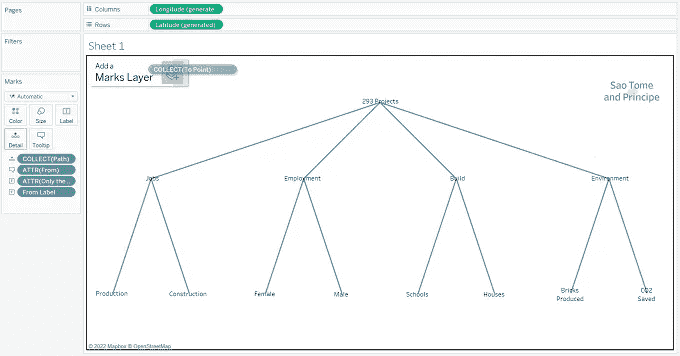 Pages
Columns
Longitude (generate
Rows
Latitude (generated)
Filters
Sheet 1
Add a
Marks Layer
COLLECT(To Point)
Sao Tome
and Principe
Marks
Automatic
Color
Size
Label
Detail
Tooltip
COLLECT(Path)
ATTR(From)
ATTR(Only the...
From Label
293 Projects
Jobs
Employment
Build
Environment
Production
Construction
Female
Male
Schools
Houses
Bricks
Produced
CO2
Saved
© 2022 Mapbox © OpenStreetMap